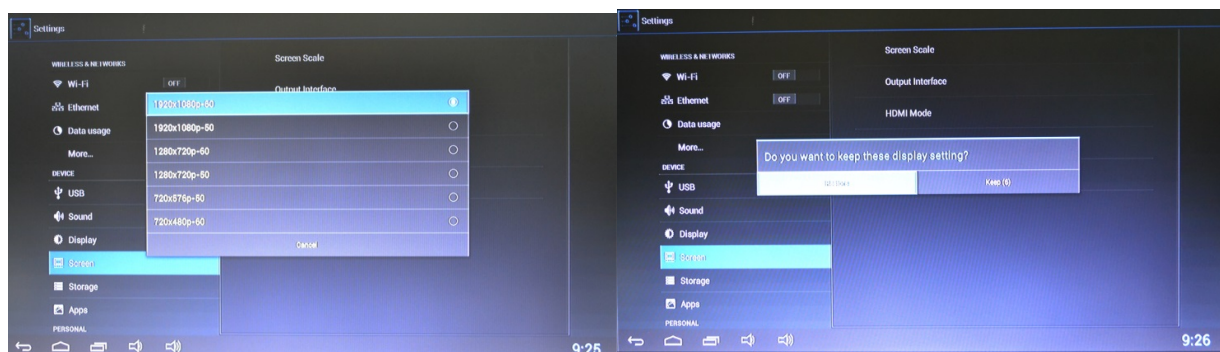 Settings
WIRELESS & NETWORKS
Wi-Fi OFF
Ethernet
Data usage
More...
DEVICE
USB
Sound
Display
Screen
Storage
Apps
PERSONAL
Screen Scale
Output Interface
1920x1080p-60
1920x1080p-50
1280x720p-60
1280x720p-50
720x576p-50
720x480p-60
Cancel
9:25
Settings
WIRELESS & NETWORKS
Wi-Fi OFF
Ethernet OFF
Data usage
More...
DEVICE
USB
Sound
Display
Screen
Storage
Apps
PERSONAL
Screen Scale
Output Interface
HDMI Mode
Do you want to keep these display setting?
Keep (6)
9:26